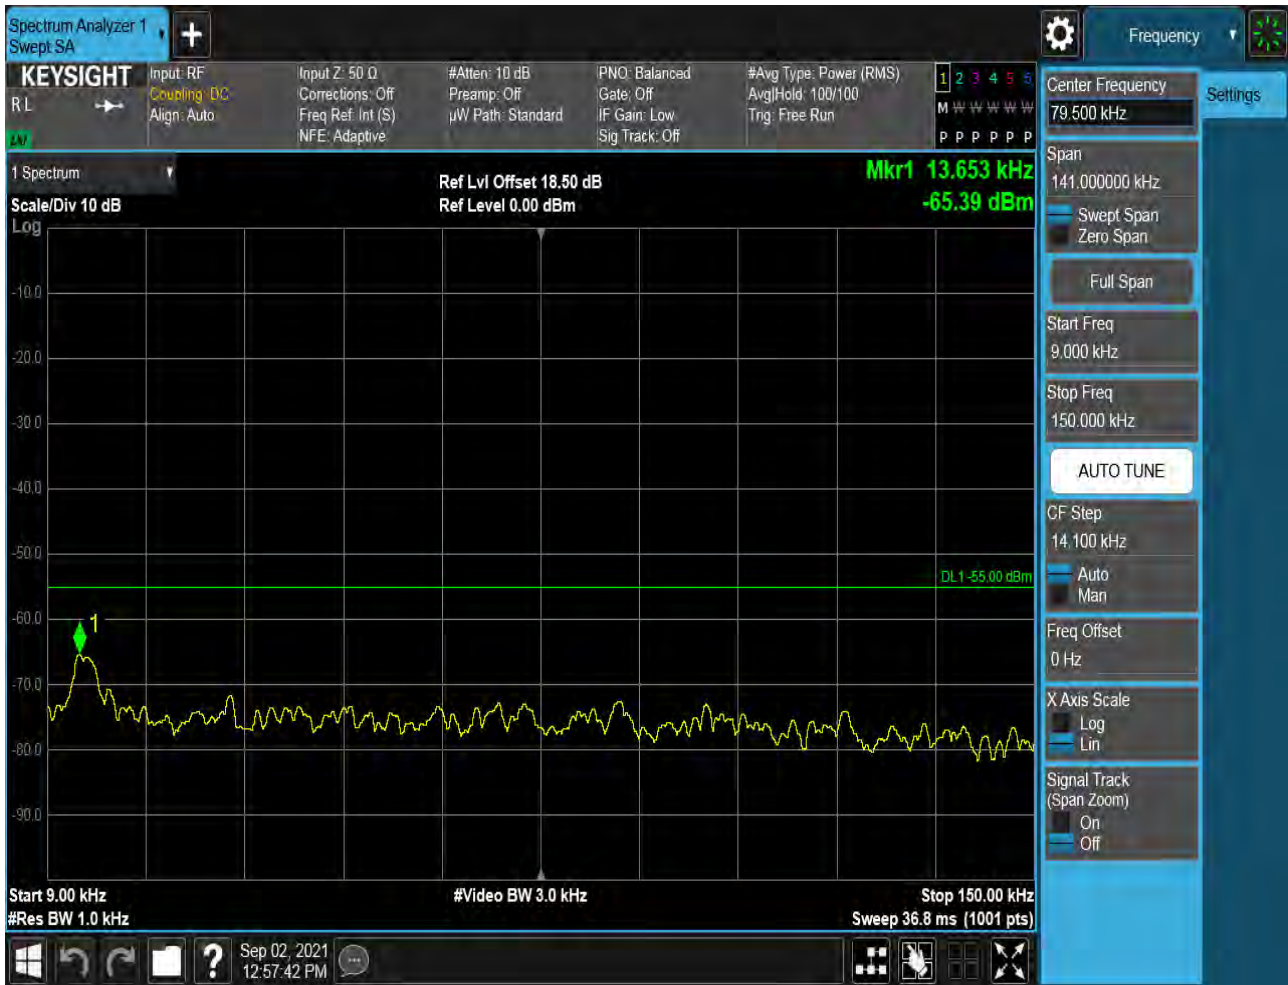 Spectrum Analyzer 1
Swept SA
+
Frequency
KEYSIGHT
R L
Input: RF
Coupling: DC
Align: Auto
Input Z: 50 Ω
Corrections: Off
Freq Ref: Int (S)
NFE: Adaptive
#Atten: 10 dB
Preamp: Off
µW Path: Standard
PNO: Balanced
Gate: Off
IF Gain: Low
Sig Track: Off
#Avg Type: Power (RMS)
Avg|Hold: 100/100
Trig: Free Run
1 2 3 4 5 6
M W W W W W
P P P P P P
1 Spectrum
Scale/Div 10 dB
Ref Lvl Offset 18.50 dB
Ref Level 0.00 dBm
Mkr1 13.653 kHz
-65.39 dBm
Log
-10.0
-20.0
-30.0
-40.0
-50.0
DL1 -55.00 dBm
-60.0
1
-70.0
-80.0
-90.0
Start 9.00 kHz
#Res BW 1.0 kHz
#Video BW 3.0 kHz
Stop 150.00 kHz
Sweep 36.8 ms (1001 pts)
?
Sep 02, 2021
12:57:42 PM
Center Frequency
79.500 kHz
Settings
Span
141.000000 kHz
Swept Span
Zero Span
Full Span
Start Freq
9.000 kHz
Stop Freq
150.000 kHz
AUTO TUNE
CF Step
14.100 kHz
Auto
Man
Freq Offset
0 Hz
X Axis Scale
Log
Lin
Signal Track
(Span Zoom)
On
Off